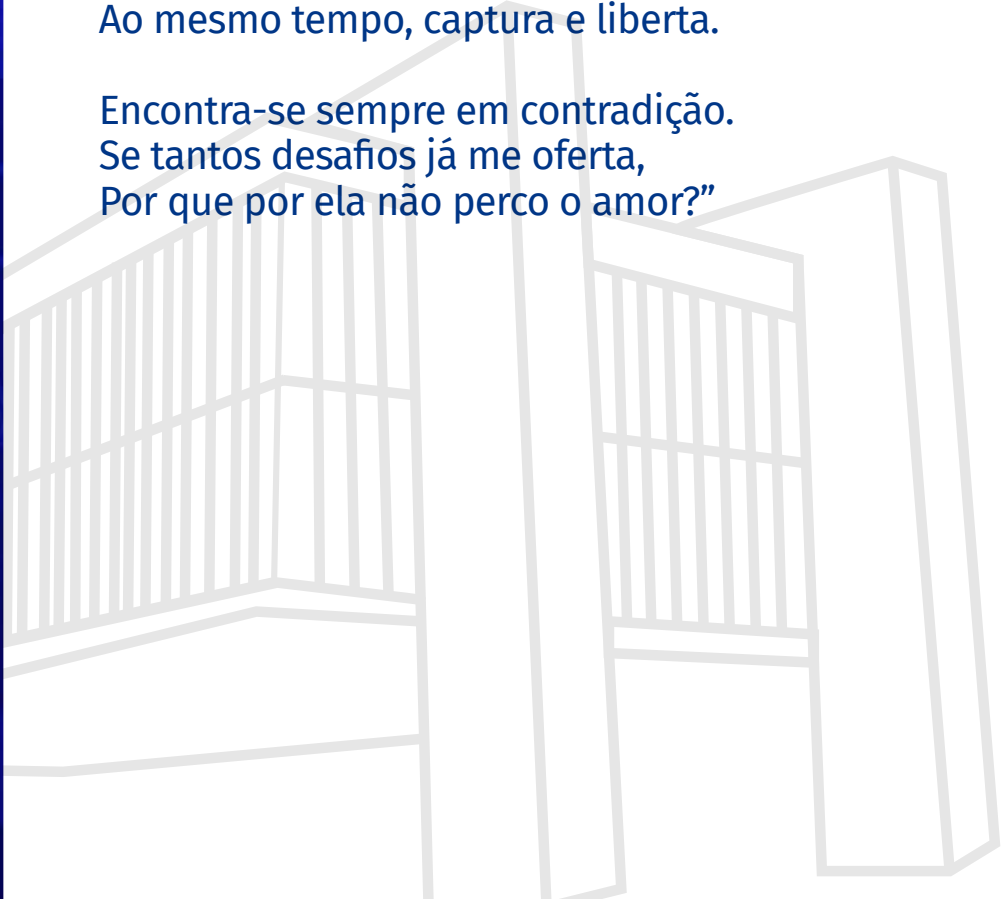 Ao mesmo tempo, captura e liberta.
Encontra-se sempre em contradição.
Se tantos desafios já me oferta,
Por que por ela não perco o amor?”